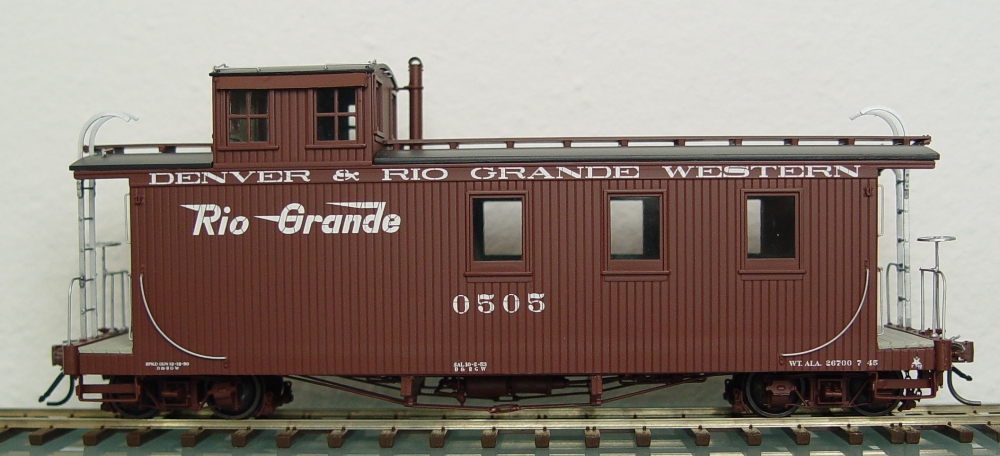 DENVER & RIO GRANDE WESTERN
Rio Grande
0505
D & R G W
D & R G W
WT. ALA. 26700 7 45